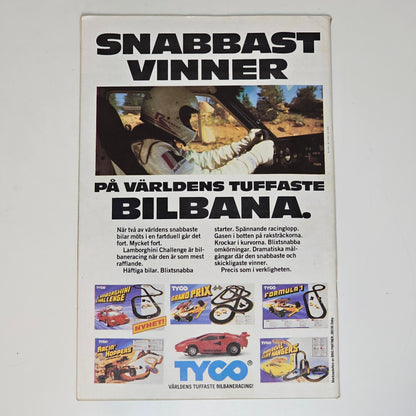 SNABBAST
VINNER
PÅ VÄRLDENS TUFFASTE
BILBANA.
När två av världens snabbaste
bilar möts i en fartduell går det
fort. Mycket fort.
Lamborghini Challenge är bil-
baneracing när den är som mest
rafflande.
Häftiga bilar. Blixtsnabba
starter. Spännande racinglopp.
Gasen i botten på raksträckorna.
Krockar i kurvorna. Blixtsnabba
omkörningar. Dramatiska mål-
gångar där den snabbaste och
skickligaste vinner.
Precis som i verkligheten.
LAMBORGHINI
CHALLENGE
NYHET!
TYCO
GRAND PRIX
TYCO
FORMULA 1
TYCO
RACIN' HOPPERS
TYCO®
VÄRLDENS TUFFASTE BILBANERACING!